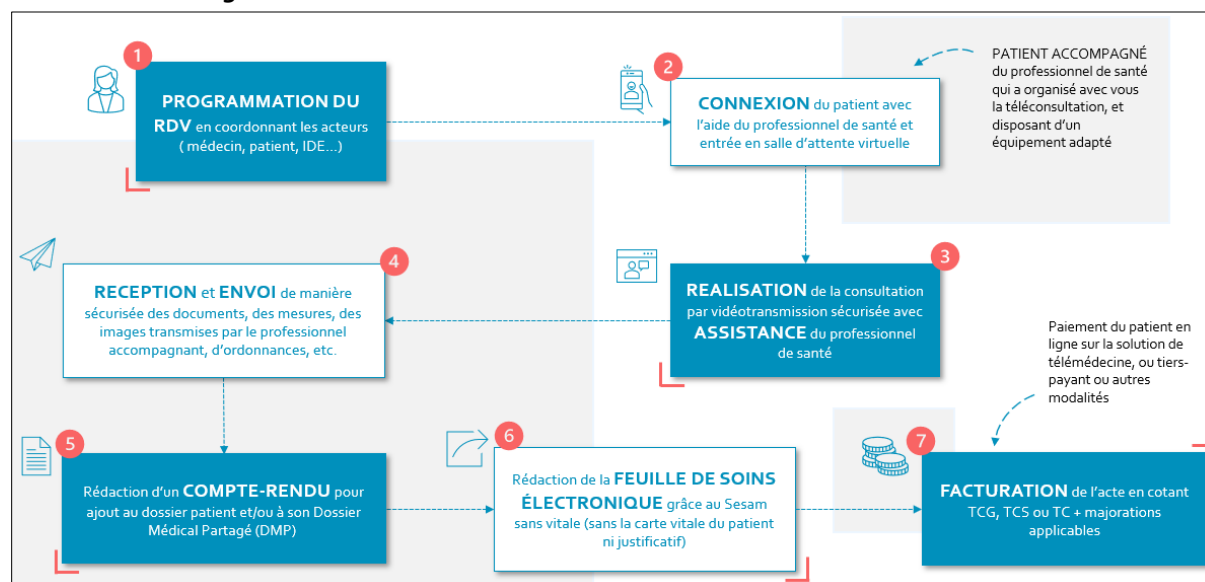 1
PROGRAMMATION DU
RDV en coordonnant les acteurs
( médecin, patient, IDE...)
2
CONNEXION du patient avec
l'aide du professionnel de santé et
entrée en salle d'attente virtuelle
PATIENT ACCOMPAGNÉ
du professionnel de santé
qui a organisé avec vous
la téléconsultation, et
disposant d'un
équipement adapté
3
REALISATION de la consultation
par vidéotransmission sécurisée avec
ASSISTANCE du professionnel
de santé
4
RECEPTION et ENVOI de manière
sécurisée des documents, des mesures, des
images transmises par le professionnel
accompagnant, d'ordonnances, etc.
5
Rédaction d'un COMPTE-RENDU pour
ajout au dossier patient et/ou à son Dossier
Médical Partagé (DMP)
6
Rédaction de la FEUILLE DE SOINS
ÉLECTRONIQUE grâce au Sesam
sans vitale (sans la carte vitale du patient
ni justificatif)
Paiement du patient en
ligne sur la solution de
télémédecine, ou tiers-
payant ou autres
modalités
7
FACTURATION de l'acte en cotant
TCG, TCS ou TC + majorations
applicables